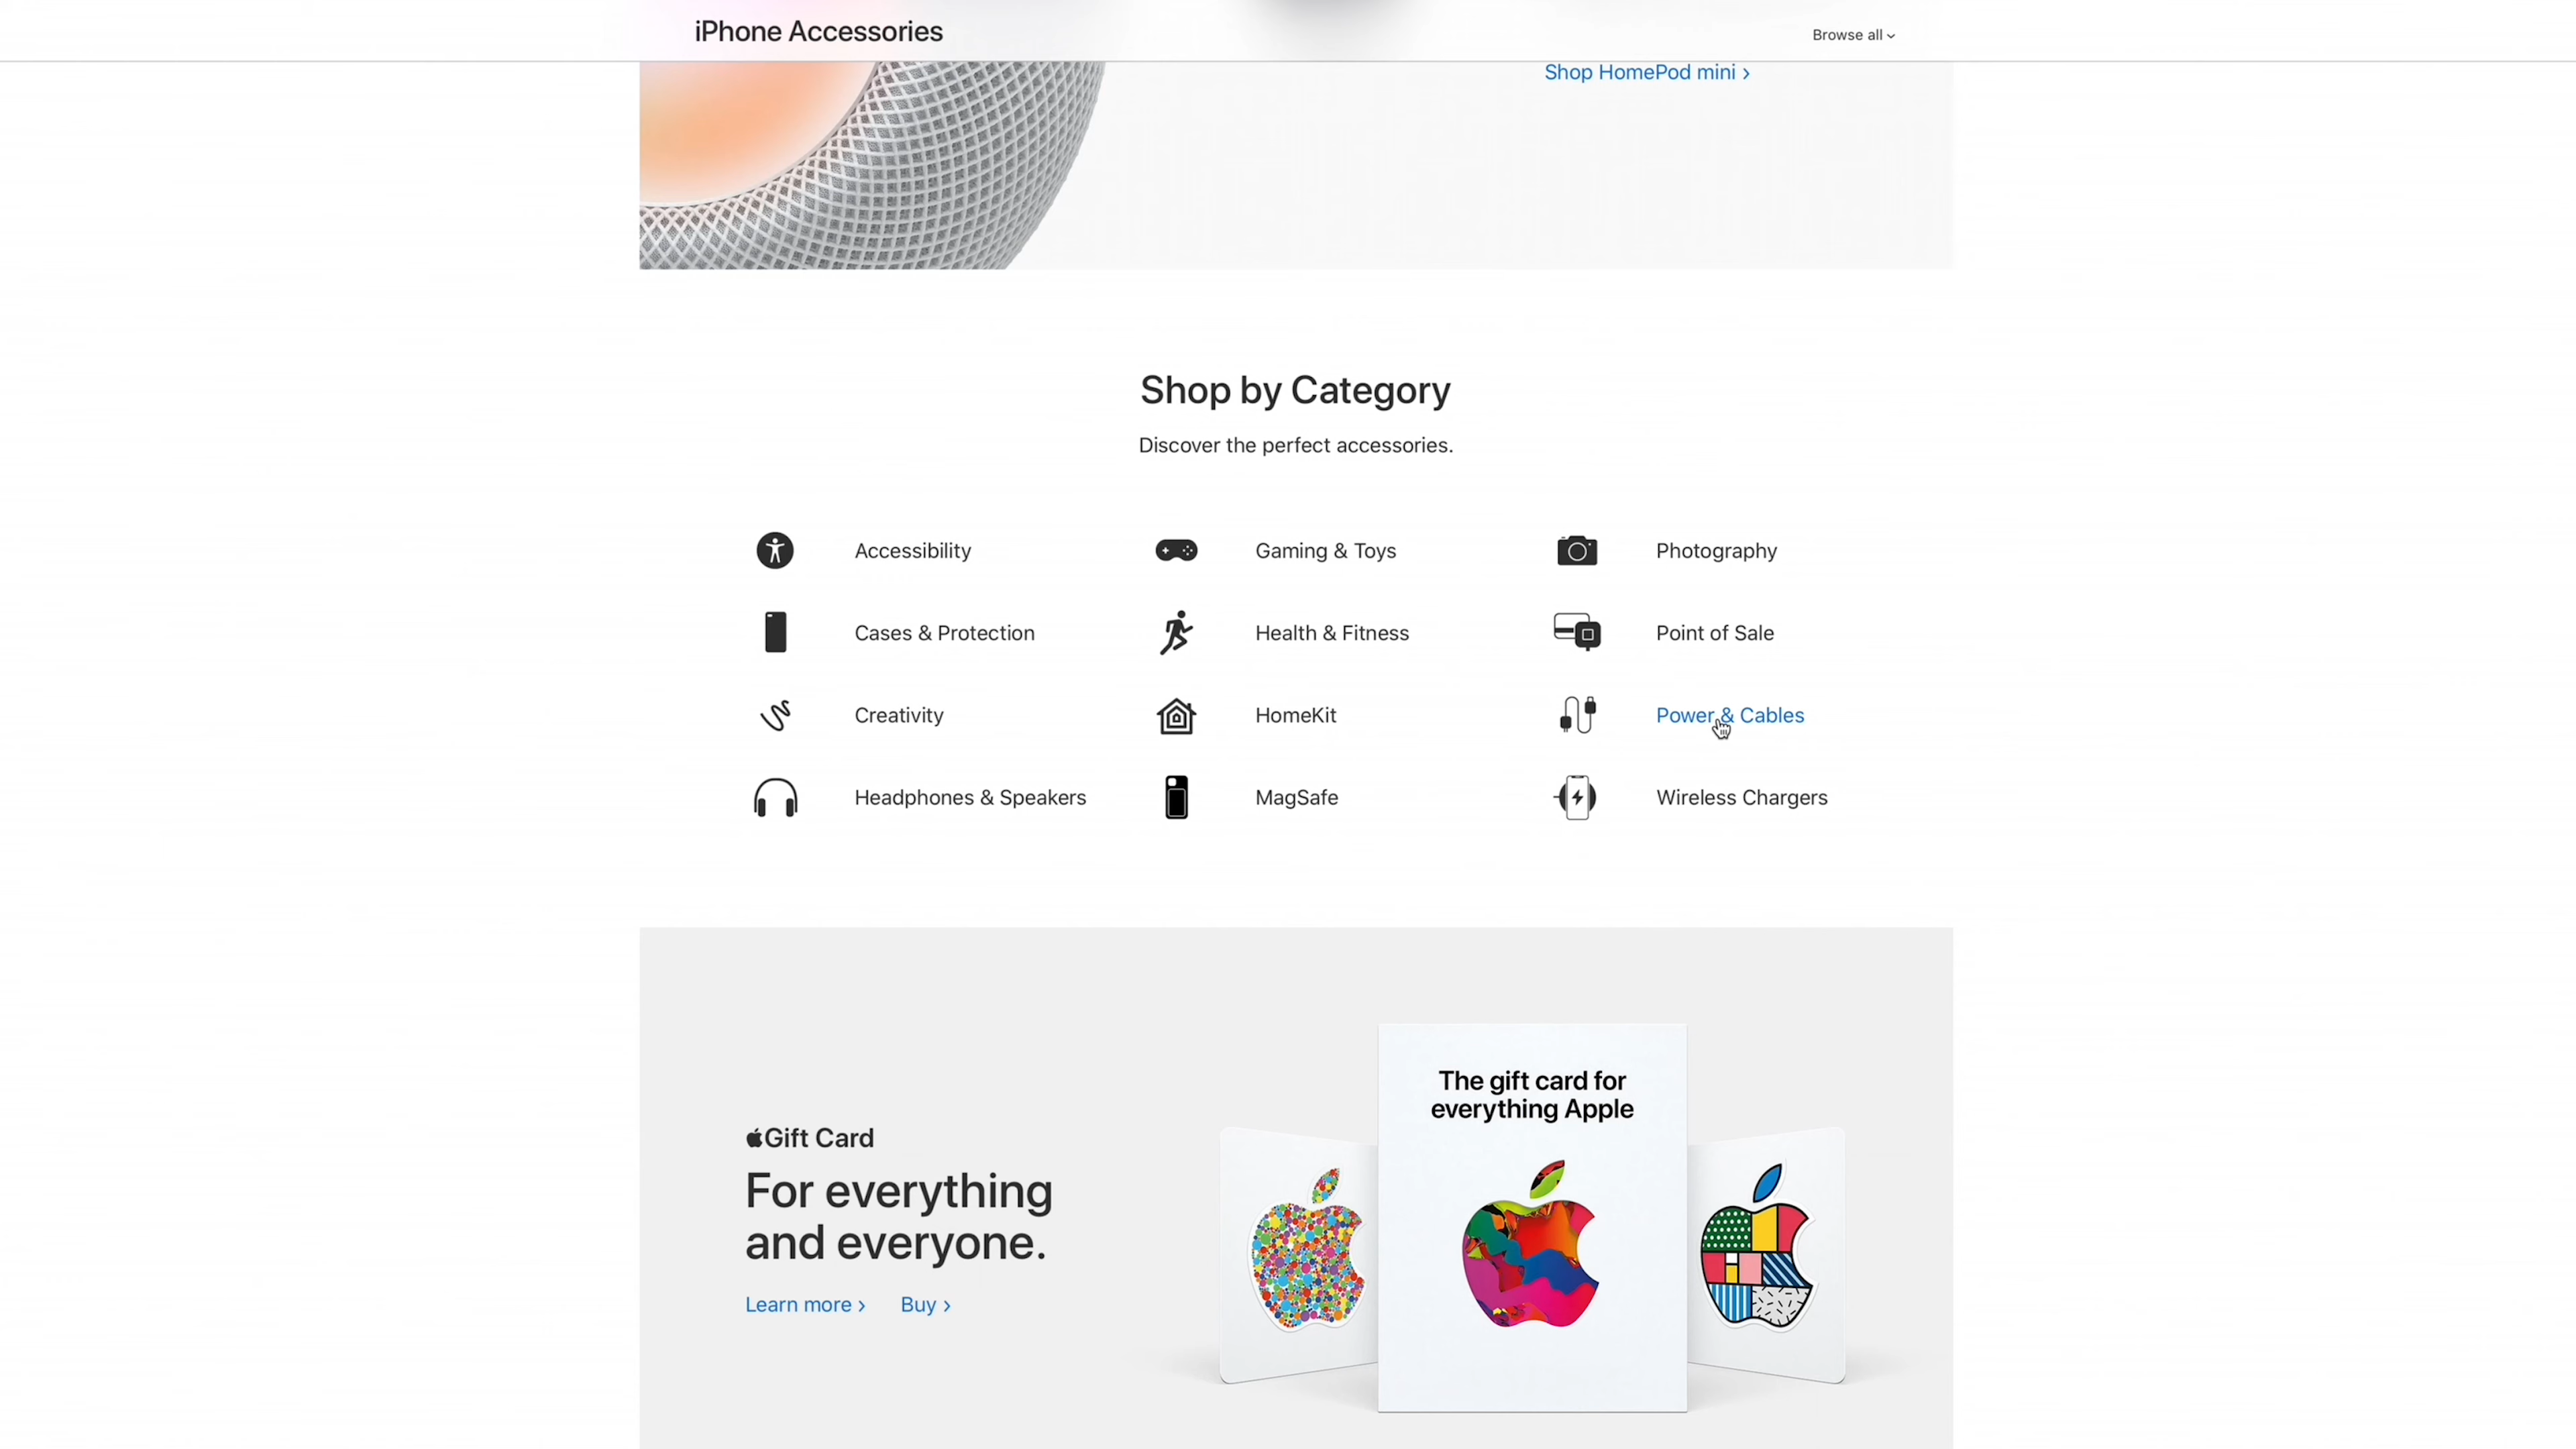 iPhone Accessories
Browse all
Shop HomePod mini
Shop by Category
Discover the perfect accessories.
Accessibility
Gaming & Toys
Photography
Cases & Protection
Health & Fitness
Point of Sale
Creativity
HomeKit
Power & Cables
Headphones & Speakers
MagSafe
Wireless Chargers
Gift Card
For everything
and everyone.
Learn more
Buy
The gift card for
everything Apple